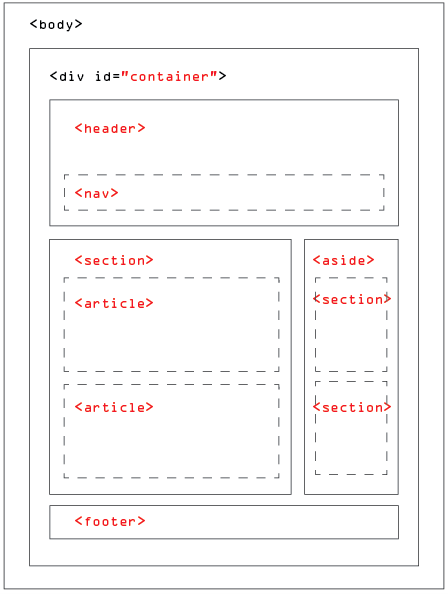 <body>
<div id="container">
<header>
<nav>
<section>
<article>
<article>
<aside>
<section>
<section>
<footer>